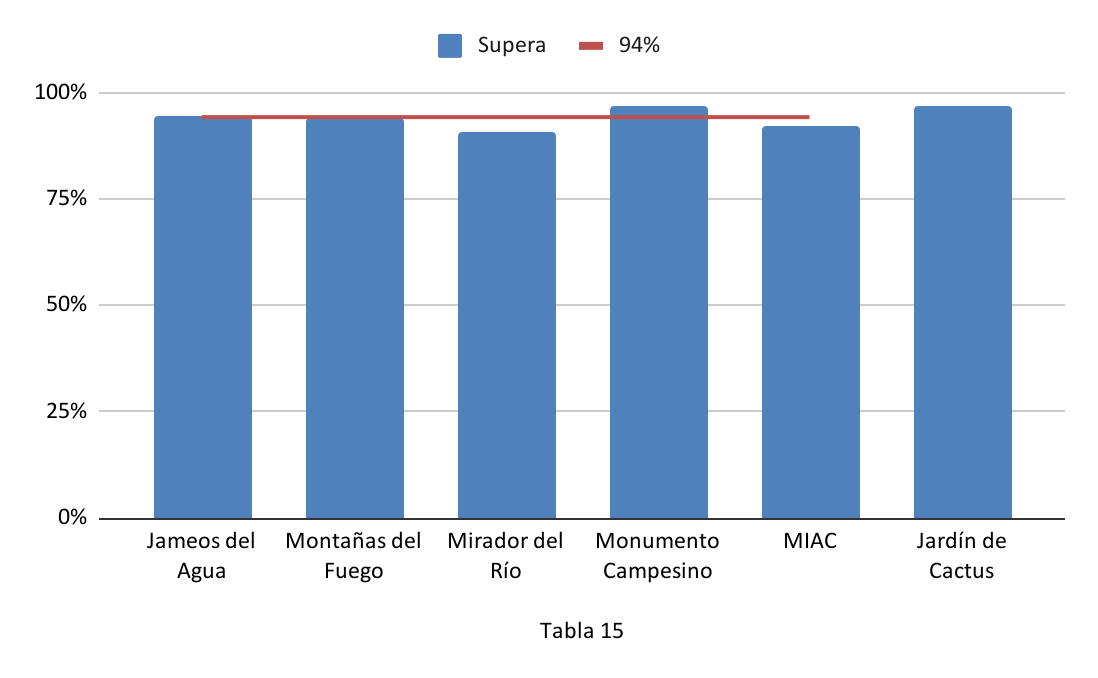 Supera 94%
100%
75%
50%
25%
0%
Jameos del Agua
Montañas del Fuego
Mirador del Río
Monumento Campesino
MIAC
Jardín de Cactus
Tabla 15